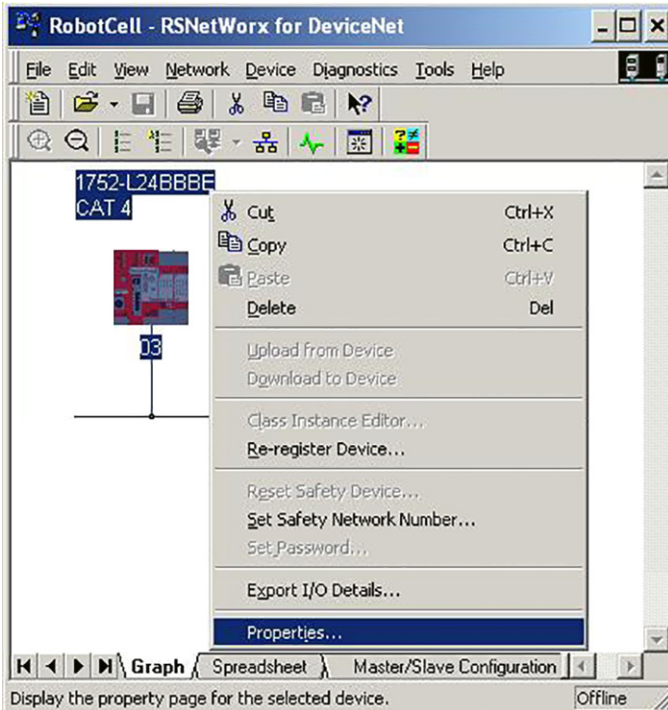 RobotCell - RSNetWorx for DeviceNet
File Edit View Network Device Diagnostics Tools Help
1752-L24BBBE
CAT 4
03
Cut Ctrl+X
Copy Ctrl+C
Paste Ctrl+V
Delete Del
Upload from Device
Download to Device
Class Instance Editor...
Re-register Device...
Reset Safety Device...
Set Safety Network Number...
Set Password...
Export I/O Details...
Properties...
Graph Spreadsheet Master/Slave Configuration
Display the property page for the selected device. Offline